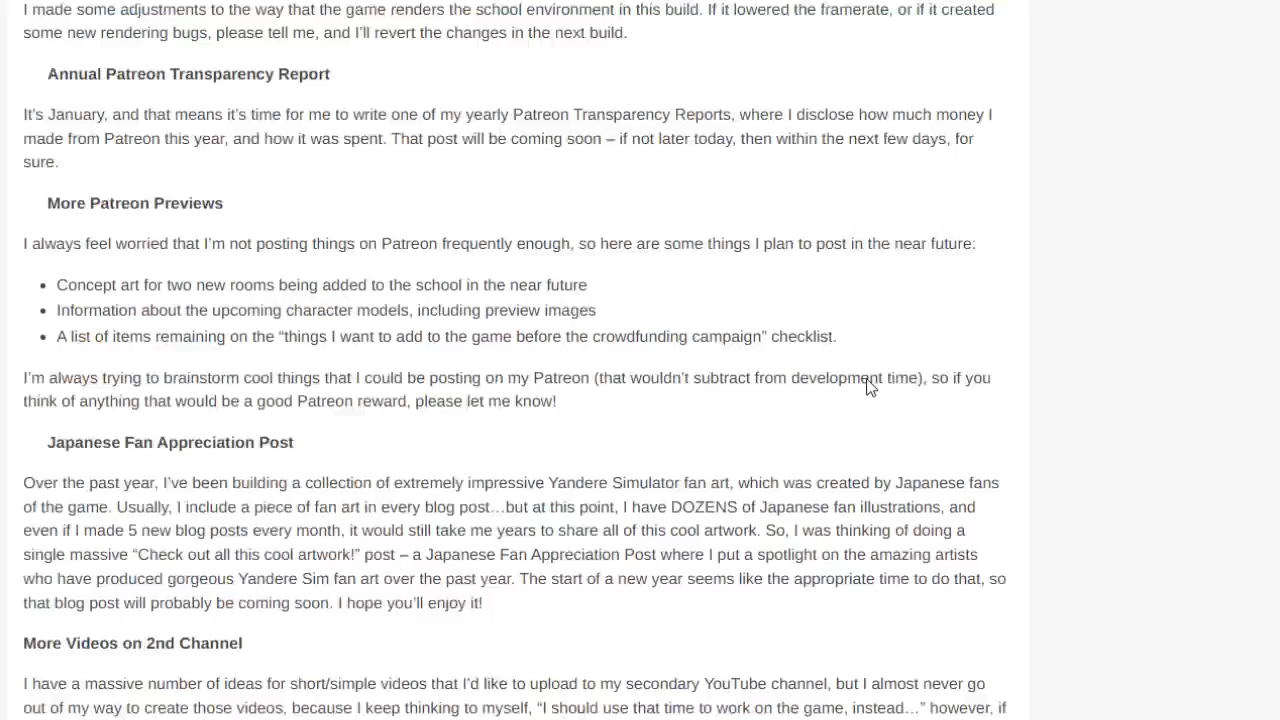 I made some adjustments to the way that the game renders the school environment in this build. If it lowered the framerate, or if it created
some new rendering bugs, please tell me, and I’ll revert the changes in the next build.
Annual Patreon Transparency Report
It’s January, and that means it’s time for me to write one of my yearly Patreon Transparency Reports, where I disclose how much money I
made from Patreon this year, and how it was spent. That post will be coming soon – if not later today, then within the next few days, for
sure.
More Patreon Previews
I always feel worried that I’m not posting things on Patreon frequently enough, so here are some things I plan to post in the near future:
• Concept art for two new rooms being added to the school in the near future
• Information about the upcoming character models, including preview images
• A list of items remaining on the “things I want to add to the game before the crowdfunding campaign” checklist.
I’m always trying to brainstorm cool things that I could be posting on my Patreon (that wouldn’t subtract from development time), so if you
think of anything that would be a good Patreon reward, please let me know!
Japanese Fan Appreciation Post
Over the past year, I’ve been building a collection of extremely impressive Yandere Simulator fan art, which was created by Japanese fans
of the game. Usually, I include a piece of fan art in every blog post…but at this point, I have DOZENS of Japanese fan illustrations, and
even if I made 5 new blog posts every month, it would still take me years to share all of this cool artwork. So, I was thinking of doing a
single massive “Check out all this cool artwork!” post – a Japanese Fan Appreciation Post where I put a spotlight on the amazing artists
who have produced gorgeous Yandere Sim fan art over the past year. The start of a new year seems like the appropriate time to do that, so
that blog post will probably be coming soon. I hope you’ll enjoy it!
More Videos on 2nd Channel
I have a massive number of ideas for short/simple videos that I’d like to upload to my secondary YouTube channel, but I almost never go
out of my way to create those videos, because I keep thinking to myself, “I should use that time to work on the game, instead…” however, if